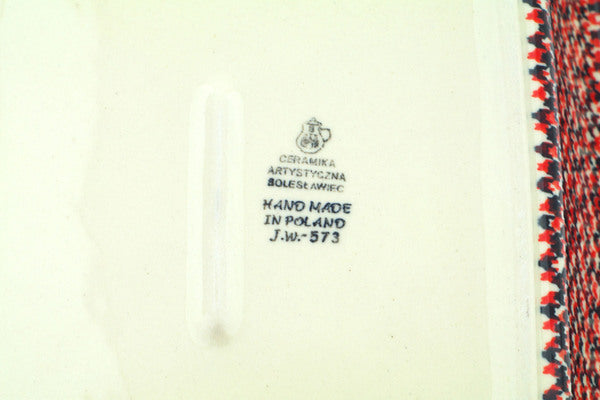 CERAMIKA
ARTYSTYCZNA
BOLESŁAWIEC
HAND MADE
IN POLAND
J.W.-573